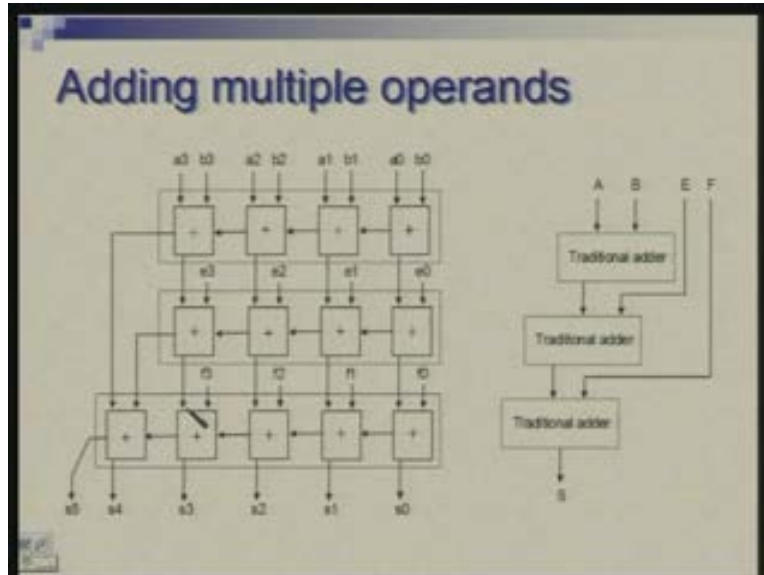 Adding multiple operands
a3 b3 a2 b2 a1 b1 a0 b0
+ + + +
e3 e2 e1 e0
+ + + +
f3 f2 f1 f0
+ + + + +
s5 s4 s3 s2 s1 s0
A B E F
Traditional adder
Traditional adder
Traditional adder
S